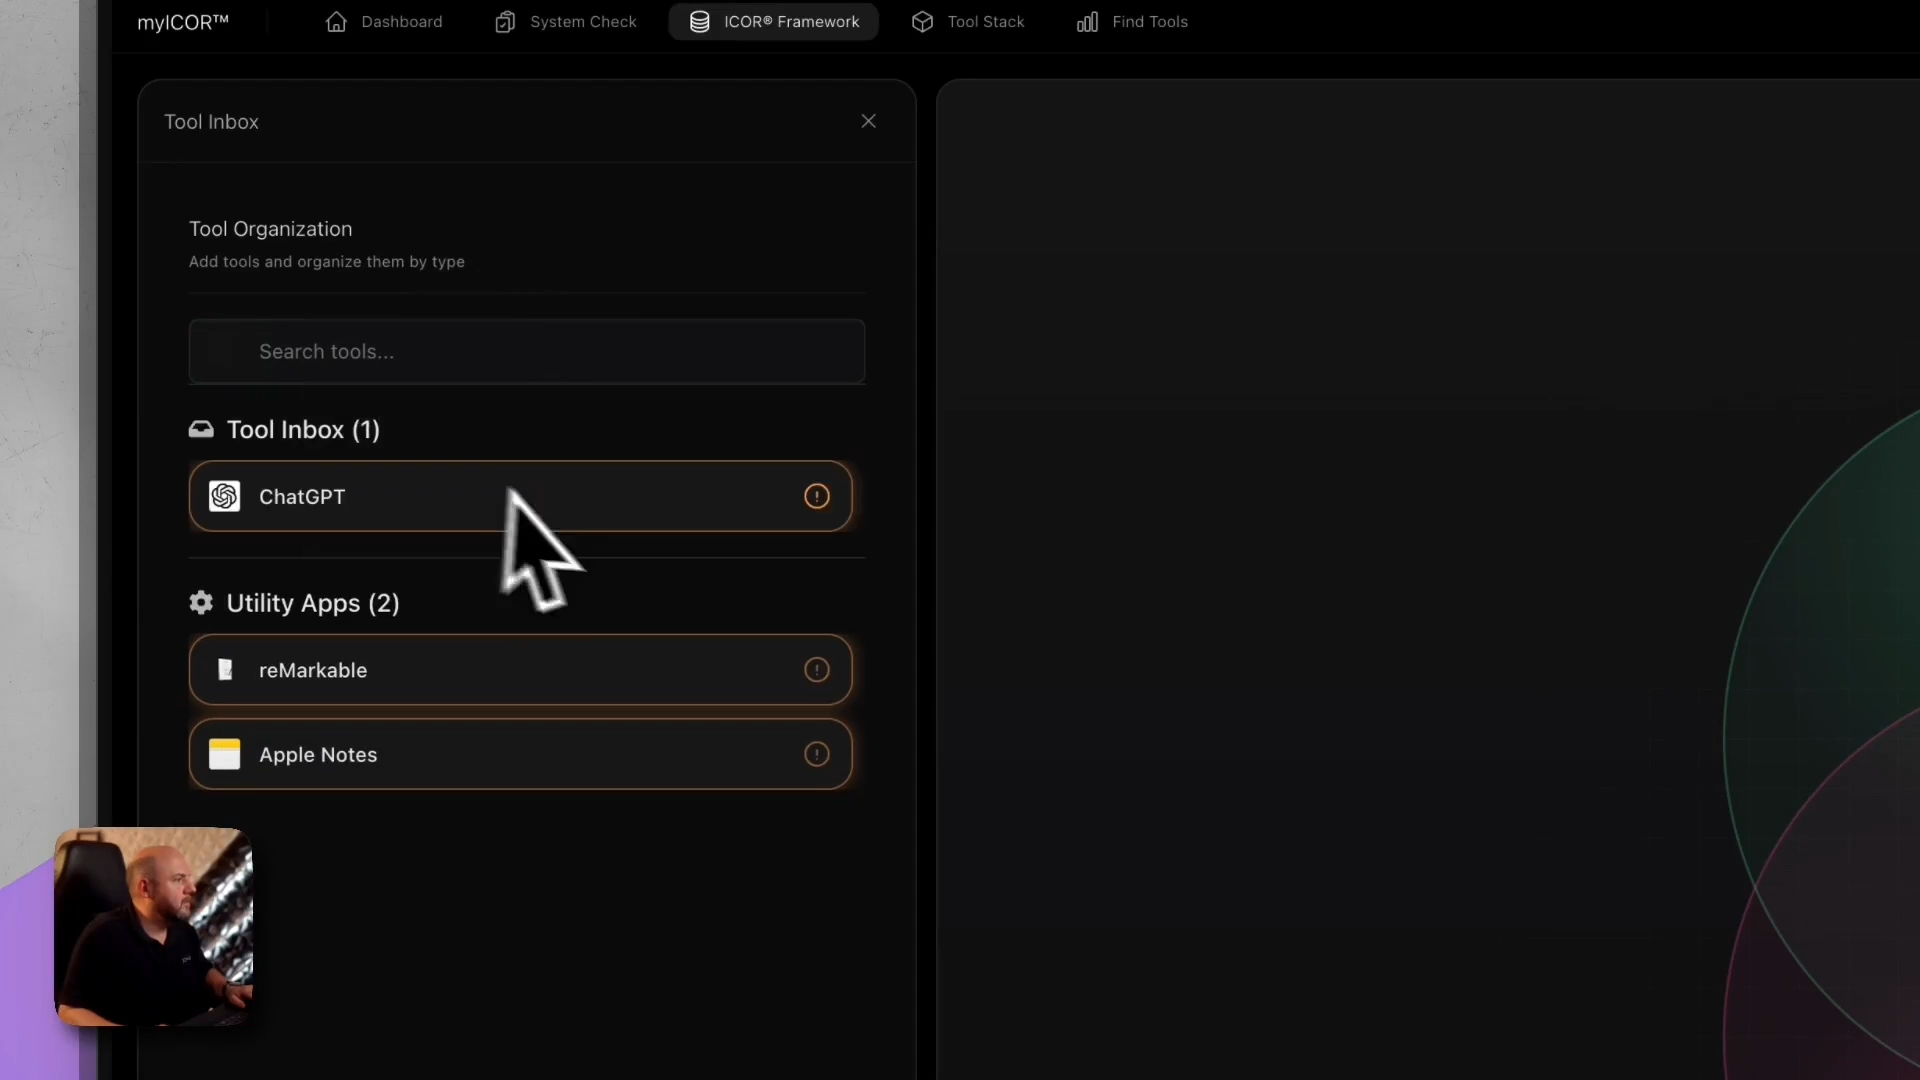 myICOR™
Dashboard
System Check
ICOR® Framework
Tool Stack
Find Tools
Tool Inbox
Tool Organization
Add tools and organize them by type
Search tools...
Tool Inbox (1)
ChatGPT
Utility Apps (2)
reMarkable
Apple Notes